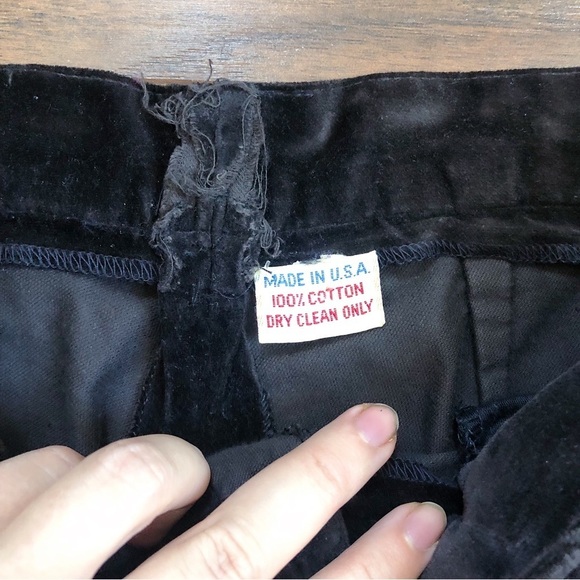 MADE IN U.S.A.
100% COTTON
DRY CLEAN ONLY